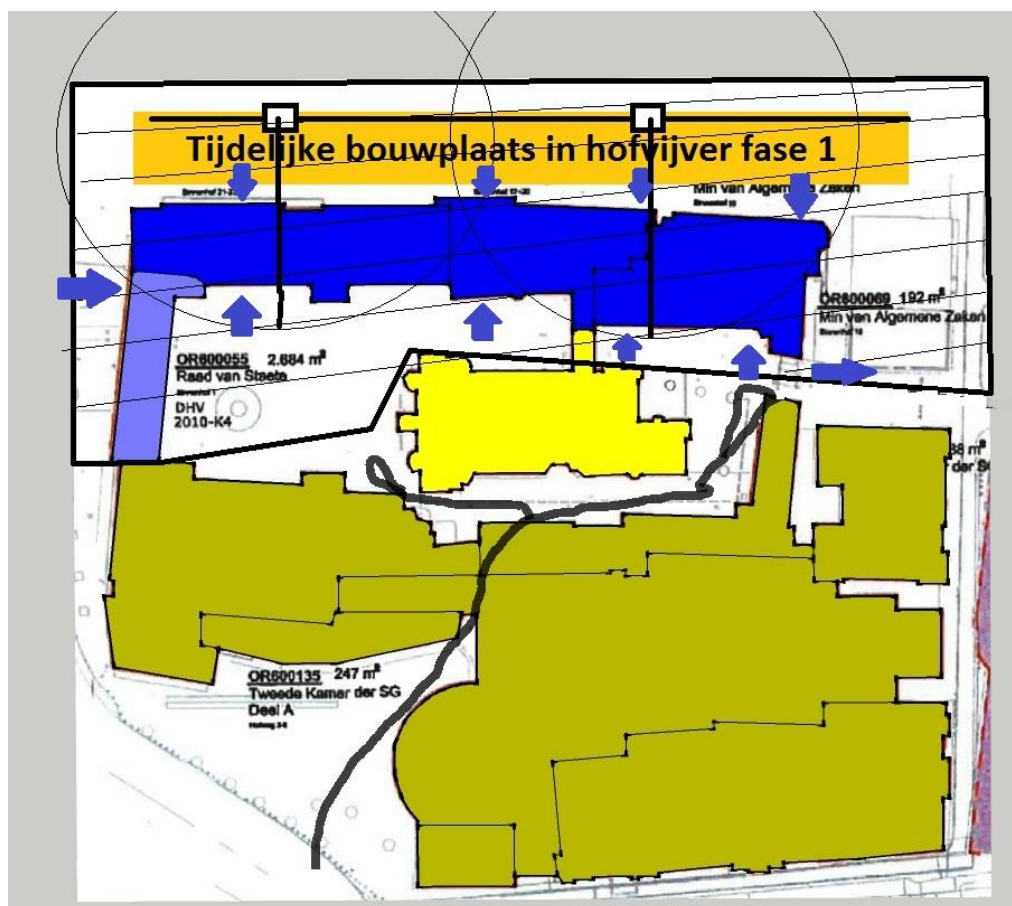 Tijdelijke bouwplaats in hofvijver fase 1
Min van Algemene Zaken
OR600069 192 m²
Min van Algemene Zaken
OR600055 2.684 m²
Raad van State
DHV
2010-K4
OR600135 247 m²
Tweede Kamer der SG
Deel A